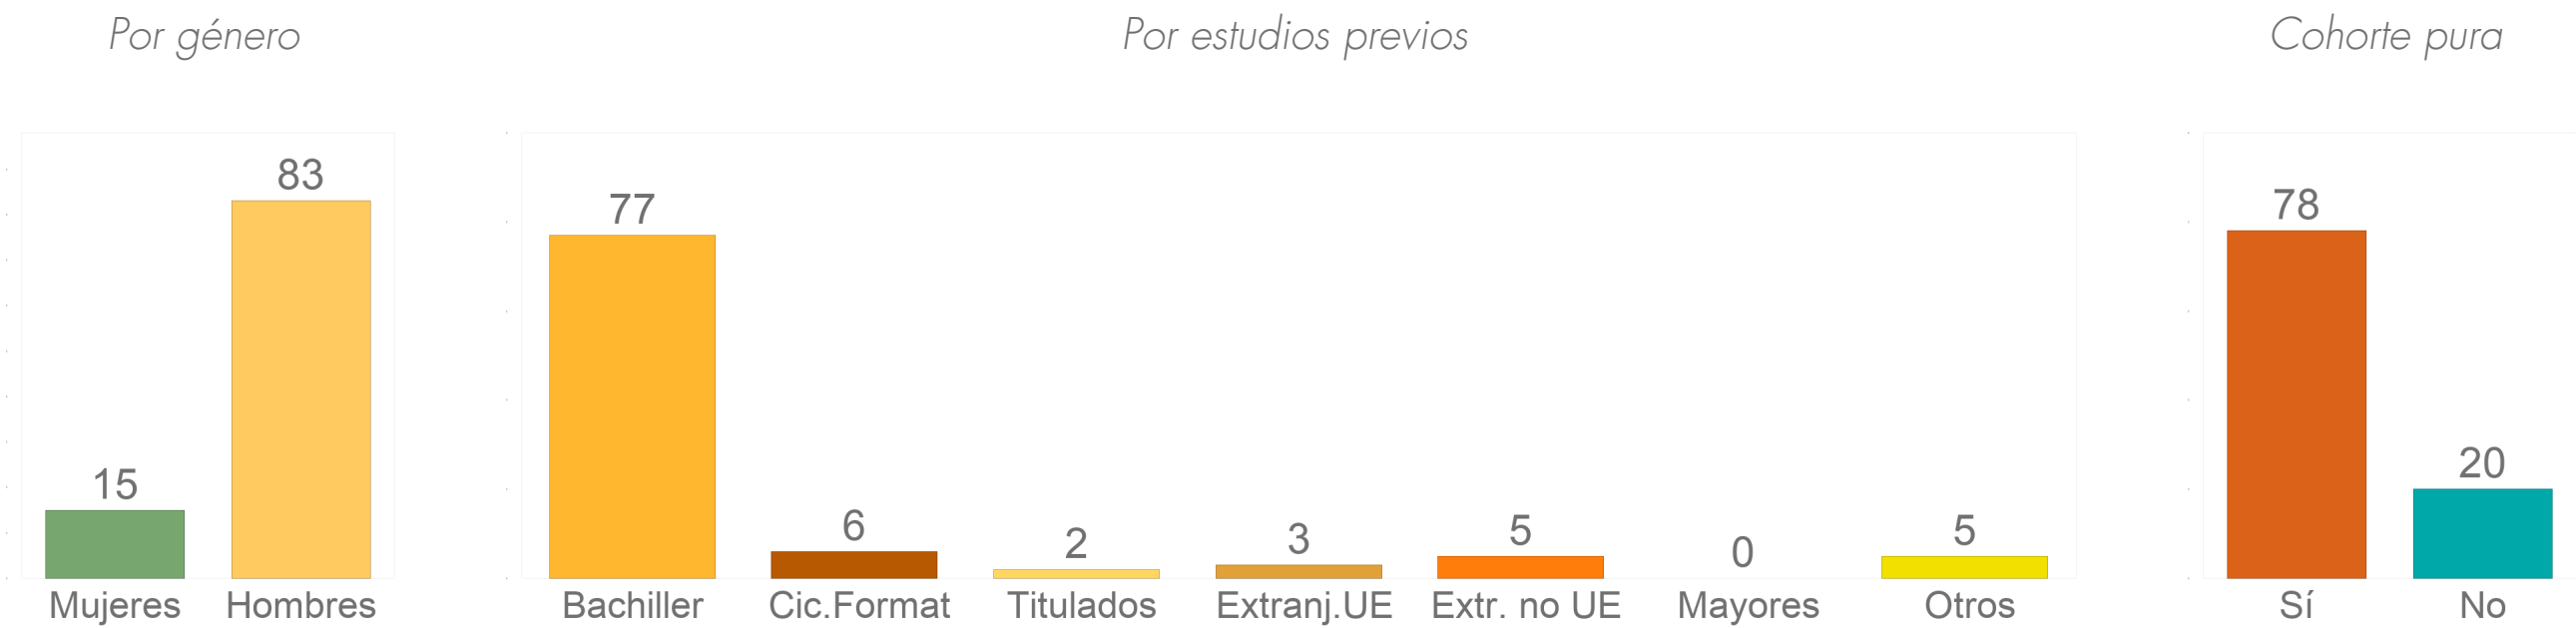 Por género
83
15
Mujeres Hombres
Por estudios previos
77
6
2
3
5
0
5
Bachiller Cic.Format Titulados Extranj.UE Extr. no UE Mayores Otros
Cohorte pura
78
20
Sí No